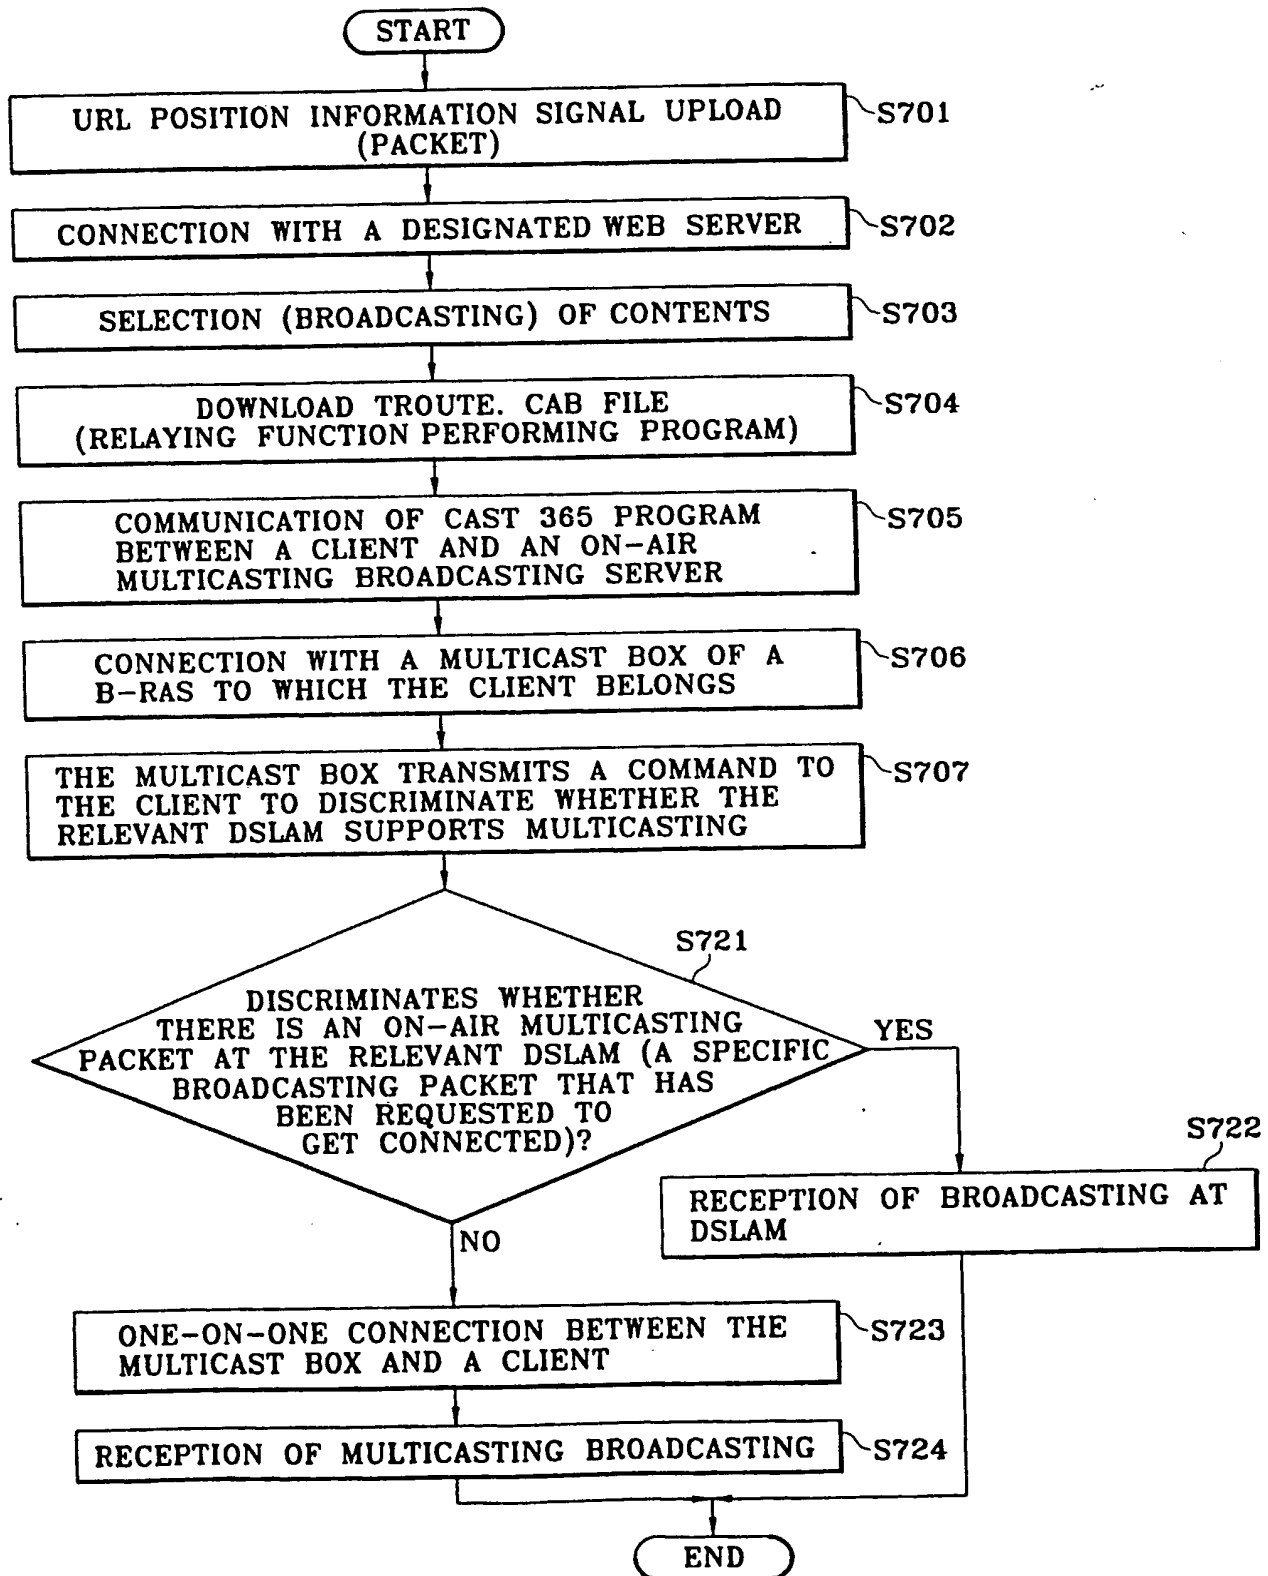 START
URL POSITION INFORMATION SIGNAL UPLOAD
(PACKET)
S701
CONNECTION WITH A DESIGNATED WEB SERVER
S702
SELECTION (BROADCASTING) OF CONTENTS
S703
DOWNLOAD TROUTE. CAB FILE
(RELAYING FUNCTION PERFORMING PROGRAM)
S704
COMMUNICATION OF CAST 365 PROGRAM
BETWEEN A CLIENT AND AN ON-AIR
MULTICASTING BROADCASTING SERVER
S705
CONNECTION WITH A MULTICAST BOX OF A
B-RAS TO WHICH THE CLIENT BELONGS
S706
THE MULTICAST BOX TRANSMITS A COMMAND TO
THE CLIENT TO DISCRIMINATE WHETHER THE
RELEVANT DSLAM SUPPORTS MULTICASTING
S707
S721
DISCRIMINATES WHETHER
THERE IS AN ON-AIR MULTICASTING
PACKET AT THE RELEVANT DSLAM (A SPECIFIC
BROADCASTING PACKET THAT HAS
BEEN REQUESTED TO
GET CONNECTED)?
YES
S722
RECEPTION OF BROADCASTING AT
DSLAM
NO
ONE-ON-ONE CONNECTION BETWEEN THE
MULTICAST BOX AND A CLIENT
S723
RECEPTION OF MULTICASTING BROADCASTING
S724
END